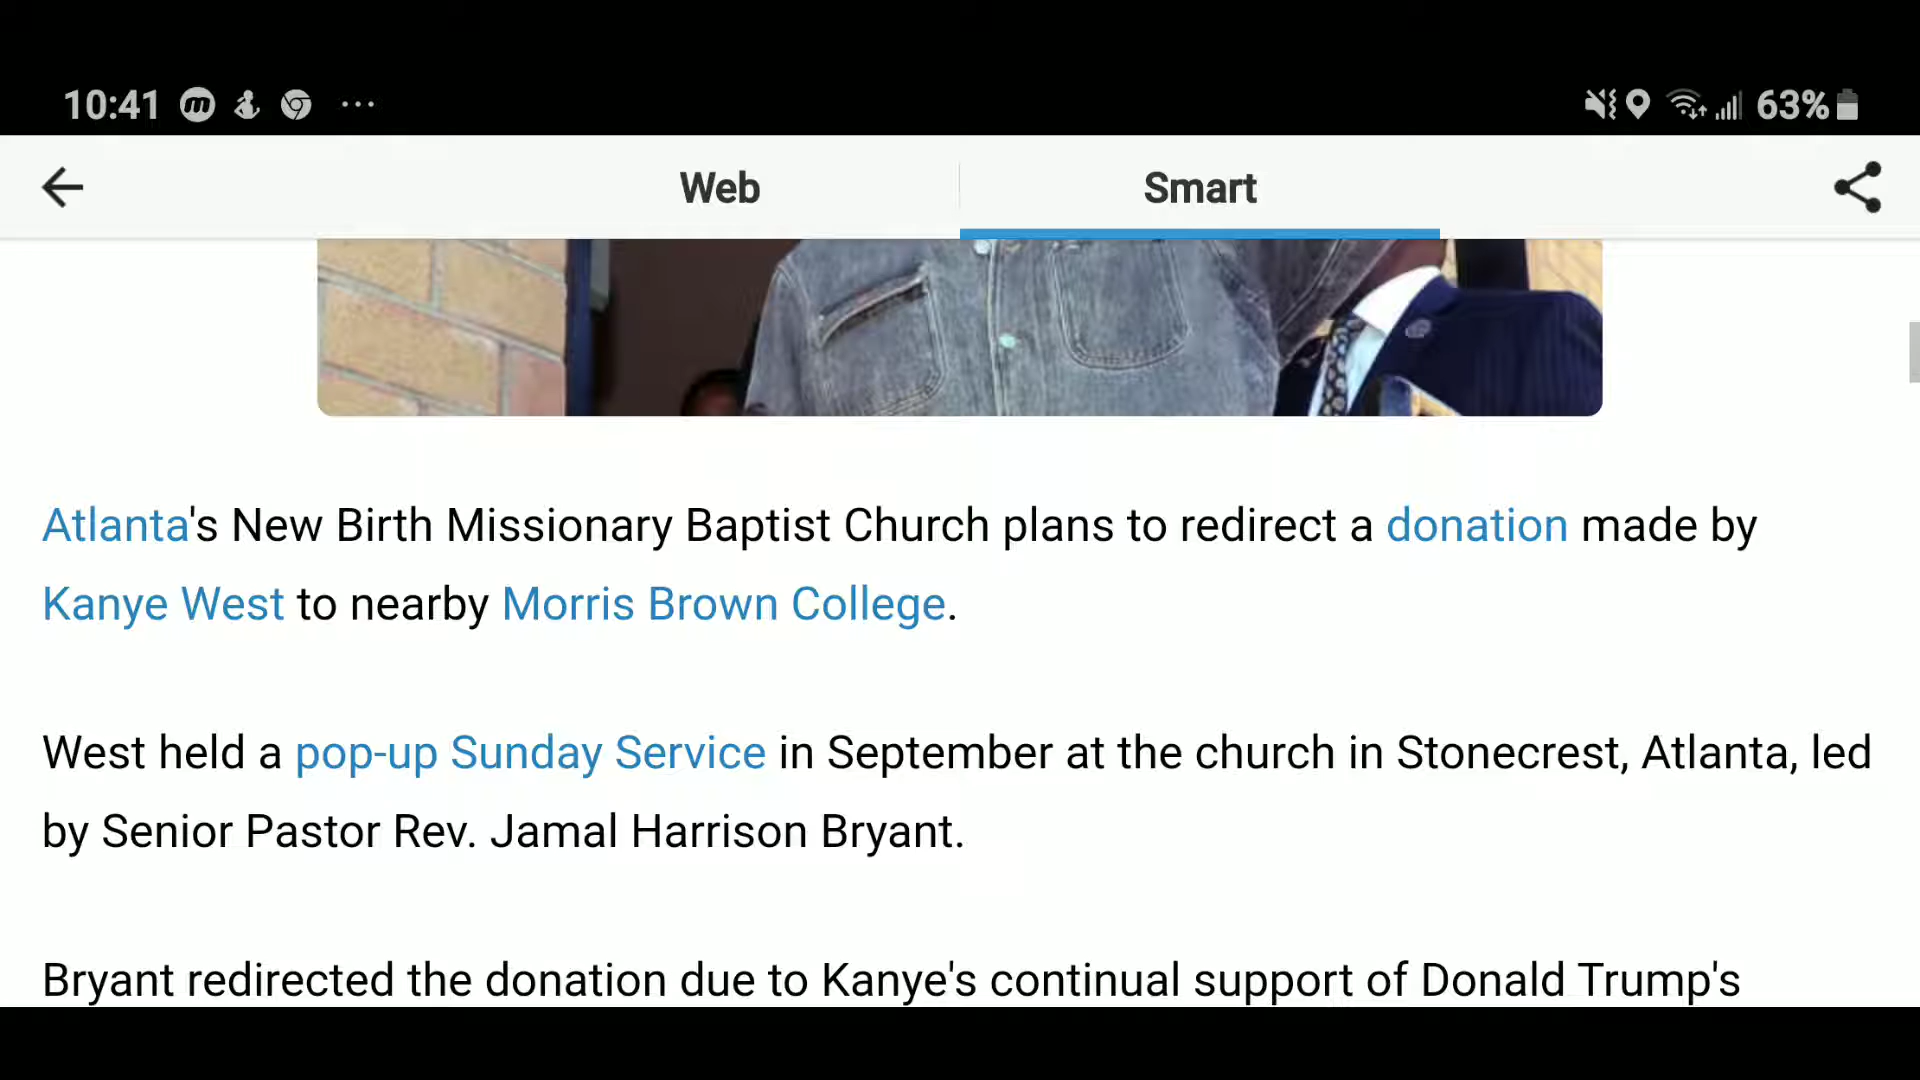 10:41 m ... 63%
Web Smart
Atlanta's New Birth Missionary Baptist Church plans to redirect a donation made by
Kanye West to nearby Morris Brown College.
West held a pop-up Sunday Service in September at the church in Stonecrest, Atlanta, led
by Senior Pastor Rev. Jamal Harrison Bryant.
Bryant redirected the donation due to Kanye's continual support of Donald Trump's